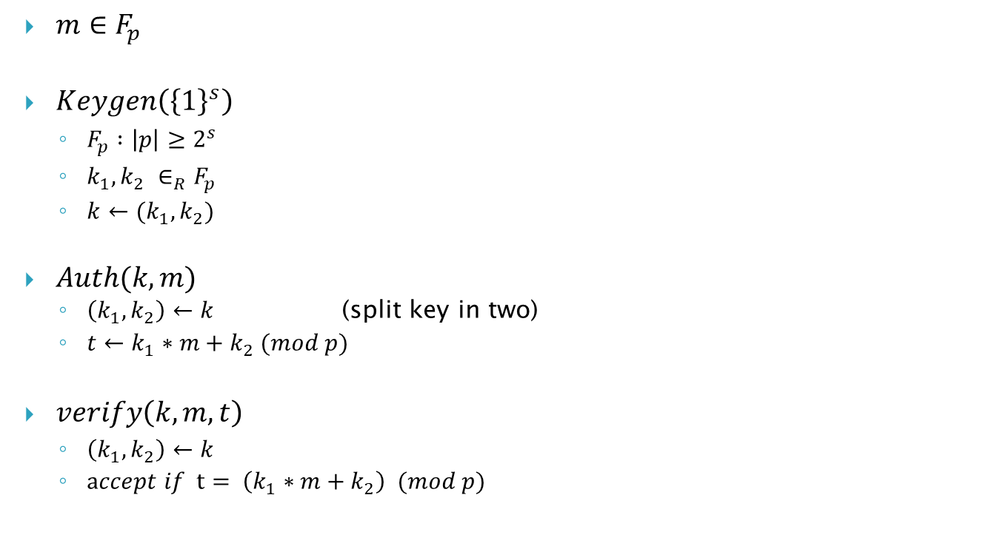 m ∈ F_p
Keygen({1}^s)
F_p : |p| ≥ 2^s
k_1, k_2 ∈_R F_p
k ← (k_1, k_2)
Auth(k, m)
(k_1, k_2) ← k (split key in two)
t ← k_1 * m + k_2 (mod p)
verify(k, m, t)
(k_1, k_2) ← k
accept if t = (k_1 * m + k_2) (mod p)